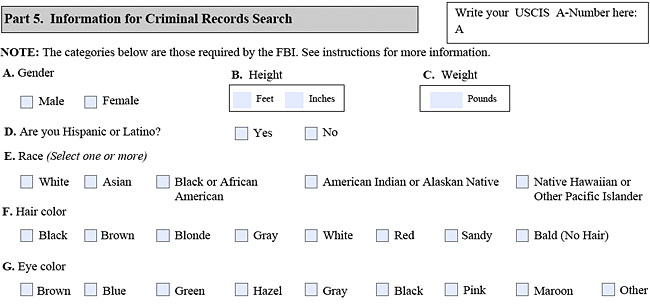 Part 5.  Information for Criminal Records Search
Write your  USCIS  A-Number here:
A
NOTE: The categories below are those required by the FBI. See instructions for more information.
A. Gender
B.  Height
C.  Weight
Male
Female
Feet
Inches
Pounds
D. Are you Hispanic or Latino?
Yes
No
E. Race (Select one or more)
White
Asian
Black or African
American
American Indian or Alaskan Native
Native Hawaiian or
Other Pacific Islander
F. Hair color
Black
Brown
Blonde
Gray
White
Red
Sandy
Bald (No Hair)
G. Eye color
Brown
Blue
Green
Hazel
Gray
Black
Pink
Maroon
Other